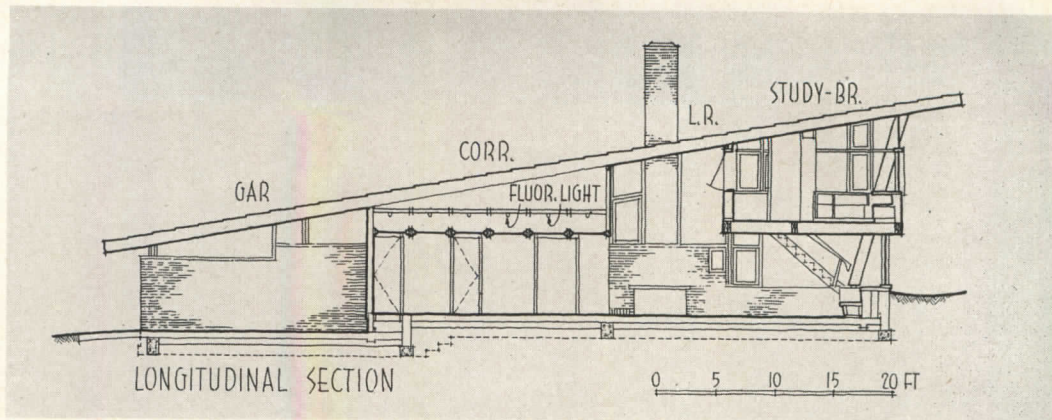 STUDY-BR.
L.R.
CORR.
GAR
FLUOR. LIGHT
LONGITUDINAL SECTION
0 5 10 15 20 FT